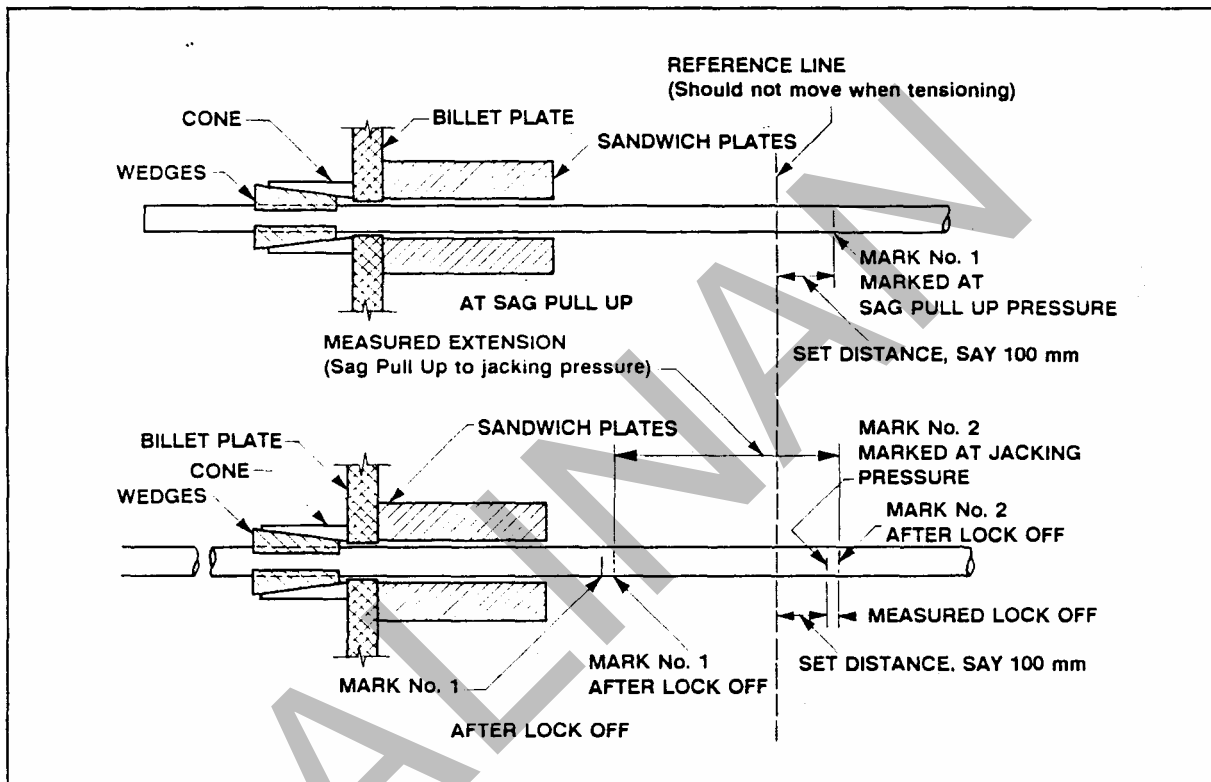 REFERENCE LINE
(Should not move when tensioning)
CONE
BILLET PLATE
SANDWICH PLATES
WEDGES
MARK No. 1
MARKED AT
SAG PULL UP PRESSURE
AT SAG PULL UP
SET DISTANCE, SAY 100 mm
MEASURED EXTENSION
(Sag Pull Up to jacking pressure)
BILLET PLATE
CONE
WEDGES
SANDWICH PLATES
MARK No. 2
MARKED AT JACKING
PRESSURE
MARK No. 2
AFTER LOCK OFF
MEASURED LOCK OFF
SET DISTANCE. SAY 100 mm
MARK No. 1
MARK No. 1
AFTER LOCK OFF
AFTER LOCK OFF
ALINAN